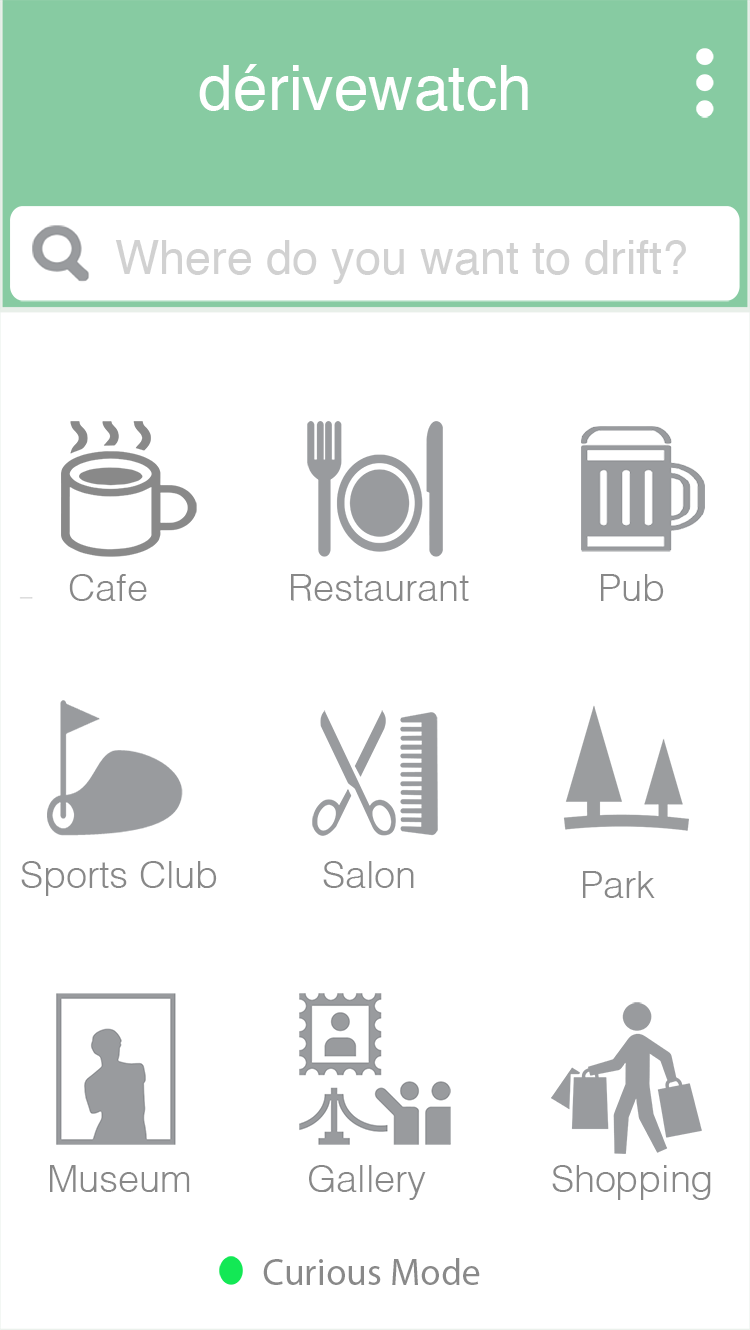 dérivewatch
Where do you want to drift?
Cafe
Restaurant
Pub
Sports Club
Salon
Park
Museum
Gallery
Shopping
Curious Mode